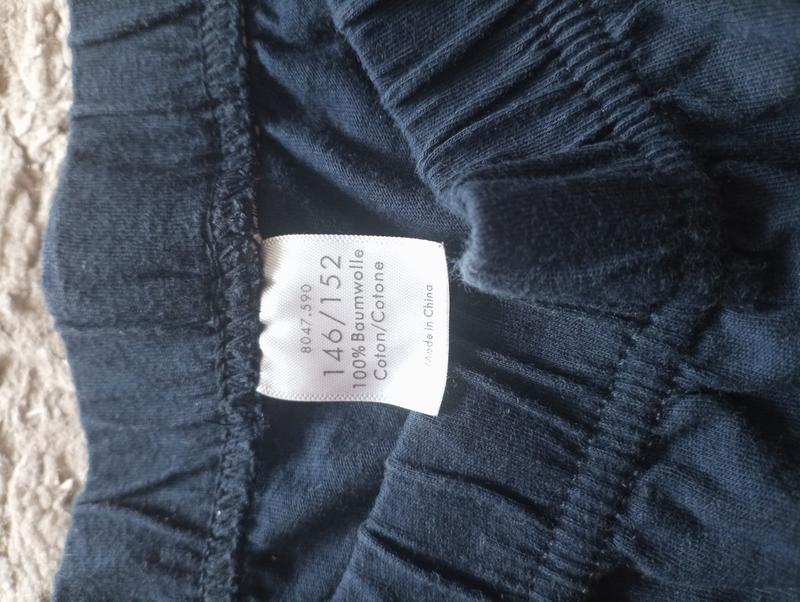 8047.590
146/152
100% Baumwolle
Coton/Cotone
Made in China